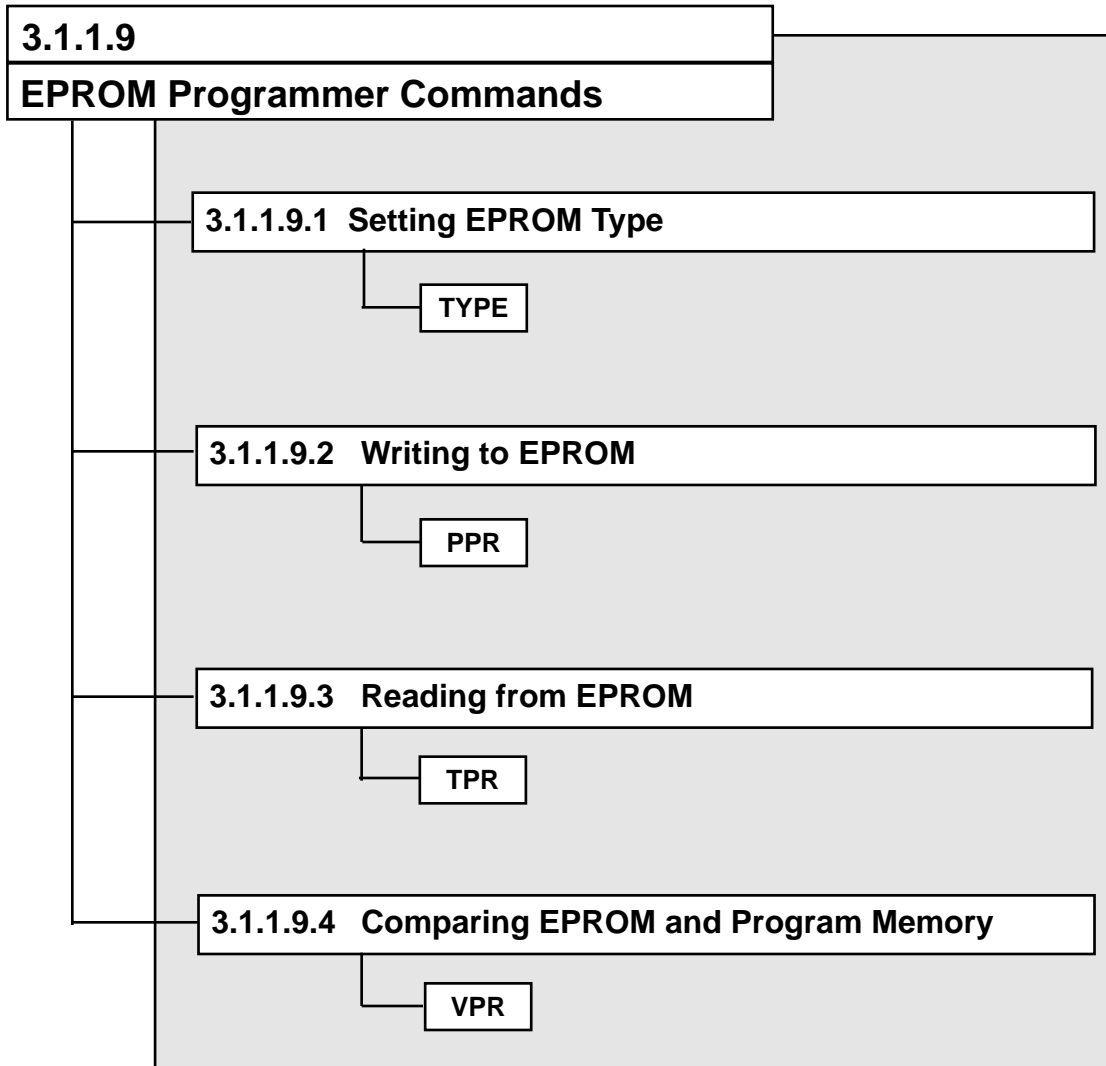 3.1.1.9
EPROM Programmer Commands
3.1.1.9.1 Setting EPROM Type
TYPE
3.1.1.9.2 Writing to EPROM
PPR
3.1.1.9.3 Reading from EPROM
TPR
3.1.1.9.4 Comparing EPROM and Program Memory
VPR